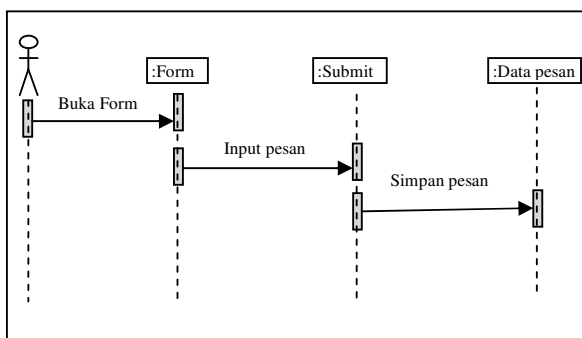 :Form
:Submit
:Data pesan
Buka Form
Input pesan
Simpan pesan